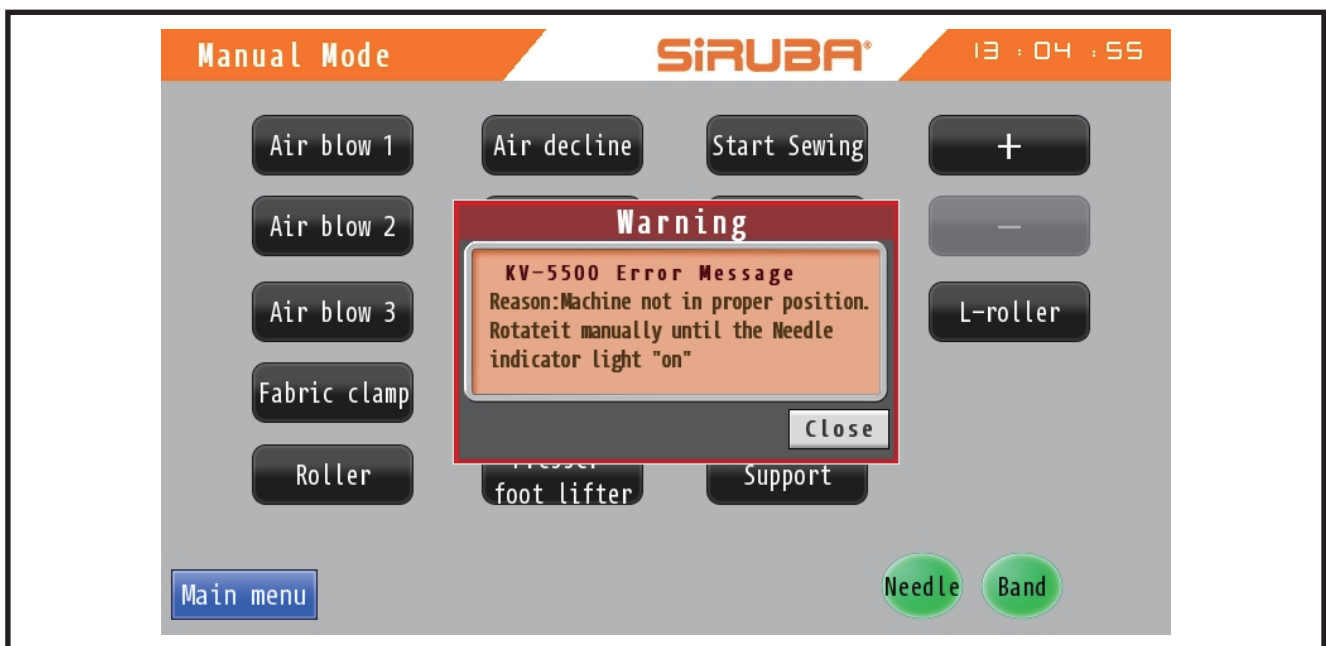 Manual Mode
SiRUBA®
13 : 04 : 55
Air blow 1
Air decline
Start Sewing
+
Air blow 2
Warning
−
KV-5500 Error Message
Reason:Machine not in proper position.
Rotateit manually until the Needle
indicator light "on"
Air blow 3
L-roller
Fabric clamp
Close
Roller
foot lifter
Support
Main menu
Needle
Band